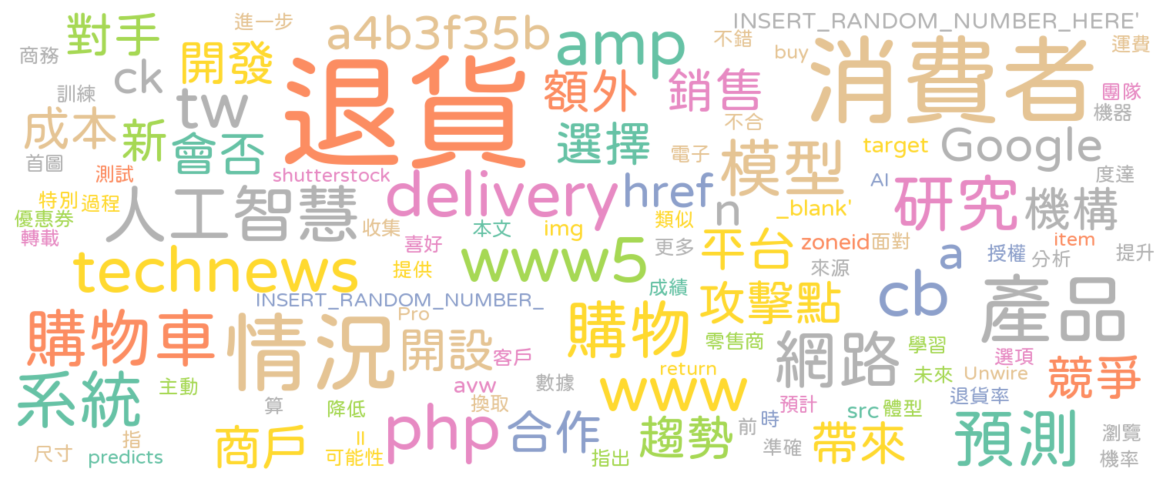 進一步
INSERT_RANDOM_NUMBER_HERE'
對手
a4b3f35b
amp
不錯
運費
商務
開發
buy
消費者
ck
退貨
額外
銷售
團隊
訓練
tw
機器
成本
新
會否
選擇
不合
Google
首圖
電子
模型
target
測試
shutterstock
度達
特別
過程
人工智慧
delivery
href
n
_blank'
AI
研究
機構
優惠券
收集
本文
img
類似
轉載
喜好
更多
平台
zoneid
面對
a
授權
item
分析
提升
technews
提供
www5
來源
成績
INSERT_RANDOM_NUMBER_
攻擊點
cb
產品
購物車
情況
Pro
開設
購物
零售商
網路
學習
客戶
選項
return
未來
Unwire
競爭
系統
主動
avw
數據
www
退貨率
算
降低
換取
預計
src
體型
商戶
php
合作
趨勢
前
時
帶來
預測
瀏覽
尺寸
指
predicts
II
可能性
指出
準確
機率